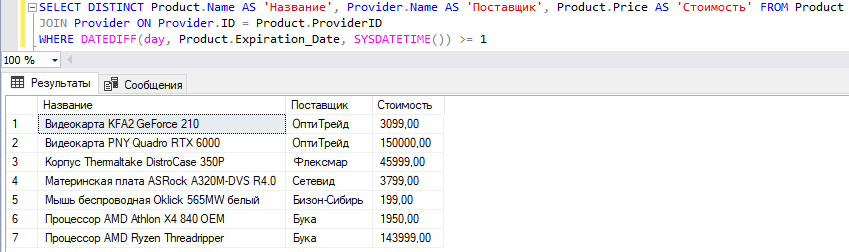 SELECT DISTINCT Product.Name AS 'Название', Provider.Name AS 'Поставщик', Product.Price AS 'Стоимость' FROM Product
JOIN Provider ON Provider.ID = Product.ProviderID
WHERE DATEDIFF(day, Product.Expiration_Date, SYSDATETIME()) >= 1
100 %
Результаты Сообщения
Название Поставщик Стоимость
1 Видеокарта KFA2 GeForce 210 ОптиТрейд 3099,00
2 Видеокарта PNY Quadro RTX 6000 ОптиТрейд 150000,00
3 Корпус Thermaltake DistroCase 350P Флексмар 45999,00
4 Материнская плата ASRock A320M-DVS R4.0 Сетевид 3799,00
5 Мышь беспроводная Oklick 565MW белый Бизон-Сибирь 199,00
6 Процессор AMD Athlon X4 840 OEM Бука 1950,00
7 Процессор AMD Ryzen Threadripper Бука 143999,00